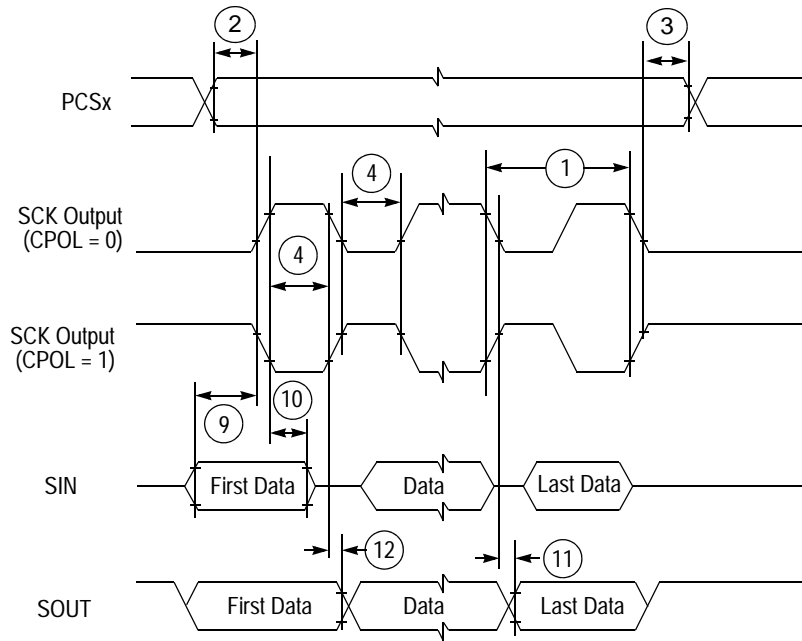 2
3
PCSx
4
1
SCK Output
(CPOL = 0)
4
SCK Output
(CPOL = 1)
9
10
SIN
First Data
Data
Last Data
12
11
SOUT
First Data
Data
Last Data